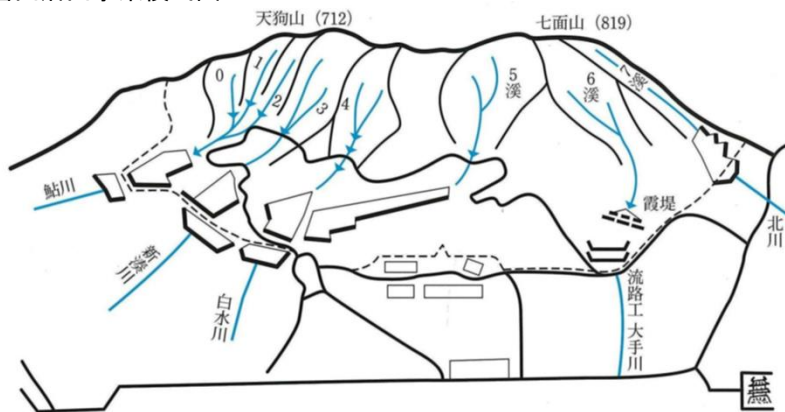 天狗山(712)
七面山(819)
0
1
2
3
4
5溪
6溪
7溪
鮎川
新湊川
白水川
霞堤
流路工 大手川
北川